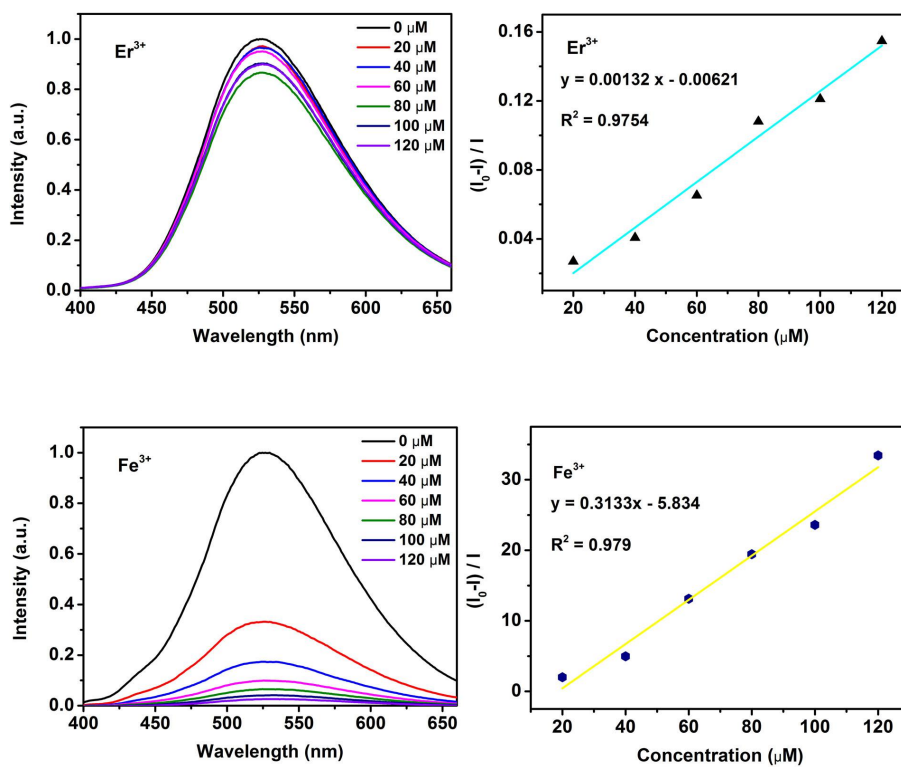 Er³⁺
0 μM
20 μM
40 μM
60 μM
80 μM
100 μM
120 μM
Intensity (a.u.)
1.0
0.8
0.6
0.4
0.2
0.0
400 450 500 550 600 650
Wavelength (nm)
Er³⁺
y = 0.00132 x - 0.00621
R² = 0.9754
(I₀-I) / I
0.16
0.12
0.08
0.04
20 40 60 80 100 120
Concentration (μM)
Fe³⁺
0 μM
20 μM
40 μM
60 μM
80 μM
100 μM
120 μM
Intensity (a.u.)
1.0
0.8
0.6
0.4
0.2
0.0
400 450 500 550 600 650
Wavelength (nm)
Fe³⁺
y = 0.3133x - 5.834
R² = 0.979
(I₀-I) / I
30
20
10
0
20 40 60 80 100 120
Concentration (μM)